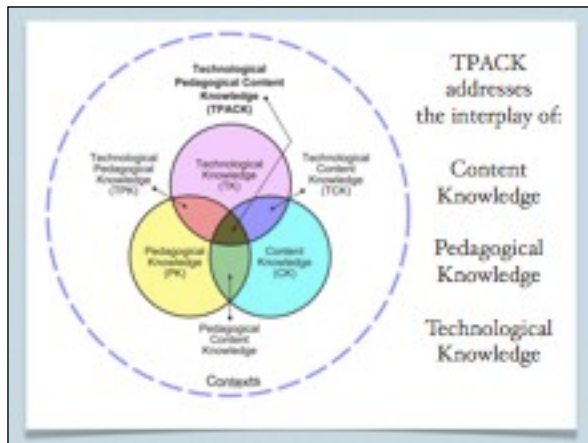 Technological
Pedagogical Content
Knowledge
(TPACK)
Technological
Pedagogical
Knowledge
(TPK)
Technological
Knowledge
(TK)
Technological
Content
Knowledge
(TCK)
Pedagogical
Knowledge
(PK)
Content
Knowledge
(CK)
Pedagogical
Content
Knowledge
Contexts
TPACK
addresses
the interplay of:
Content
Knowledge
Pedagogical
Knowledge
Technological
Knowledge